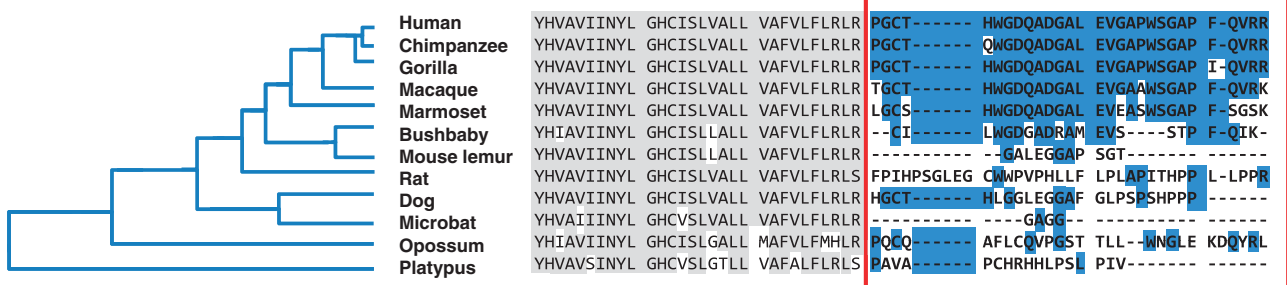 Human YHVAVIINYL GHCISLVALL VAFVLFLRLR PGCT------ HWGDQADGAL EVGAPWSGAP F-QVRR
Chimpanzee YHVAVIINYL GHCISLVALL VAFVLFLRLR PGCT------ QWGDQADGAL EVGAPWSGAP F-QVRR
Gorilla YHVAVIINYL GHCISLVALL VAFVLFLRLR PGCT------ HWGDQADGAL EVGAPWSGAP I-QVRR
Macaque YHVAVIINYL GHCISLVALL VAFVLFLRLR TGCT------ HWGDQADGAL EVGAAWSGAP F-QVRK
Marmoset YHVAVIINYL GHCISLVALL VAFVLFLRLR LGCS------ HWGDQADGAL EVEASWSGAP F-SGSK
Bushbaby YHIAVIINYL GHCISLLALL VAFVLFLRLR --CI------ LWGDGADRAM EVS----STP F-QIK-
Mouse lemur YHVAVIINYL GHCISLLALL VAFVLFLRLR ---------- --GALEGGAP SGT------- ------
Rat YHVAVIINYL GHCISLVALL VAFVLFLRLS FPIHPSGLEG CWWPVPHLLF LPLAPITHPP L-LPPR
Dog YHVAVIINYL GHCISLVALL VAFVLFLRLR HGCT------ HLGGLEGGAF GLPSPSHPPP ------
Microbat YHVAIIINYL GHCVSLVALL VAFVLFLRLR ---------- ----GAGG-- ---------- ------
Opossum YHIAVIINYL GHCISLGALL MAFVLFMHLR PQCQ------ AFLCQVPGST TLL--WNGLE KDQYRL
Platypus YHVAVSINYL GHCVSLGTLL VAFALFLRLS PAVA------ PCHRHHLPSL PIV------- ------